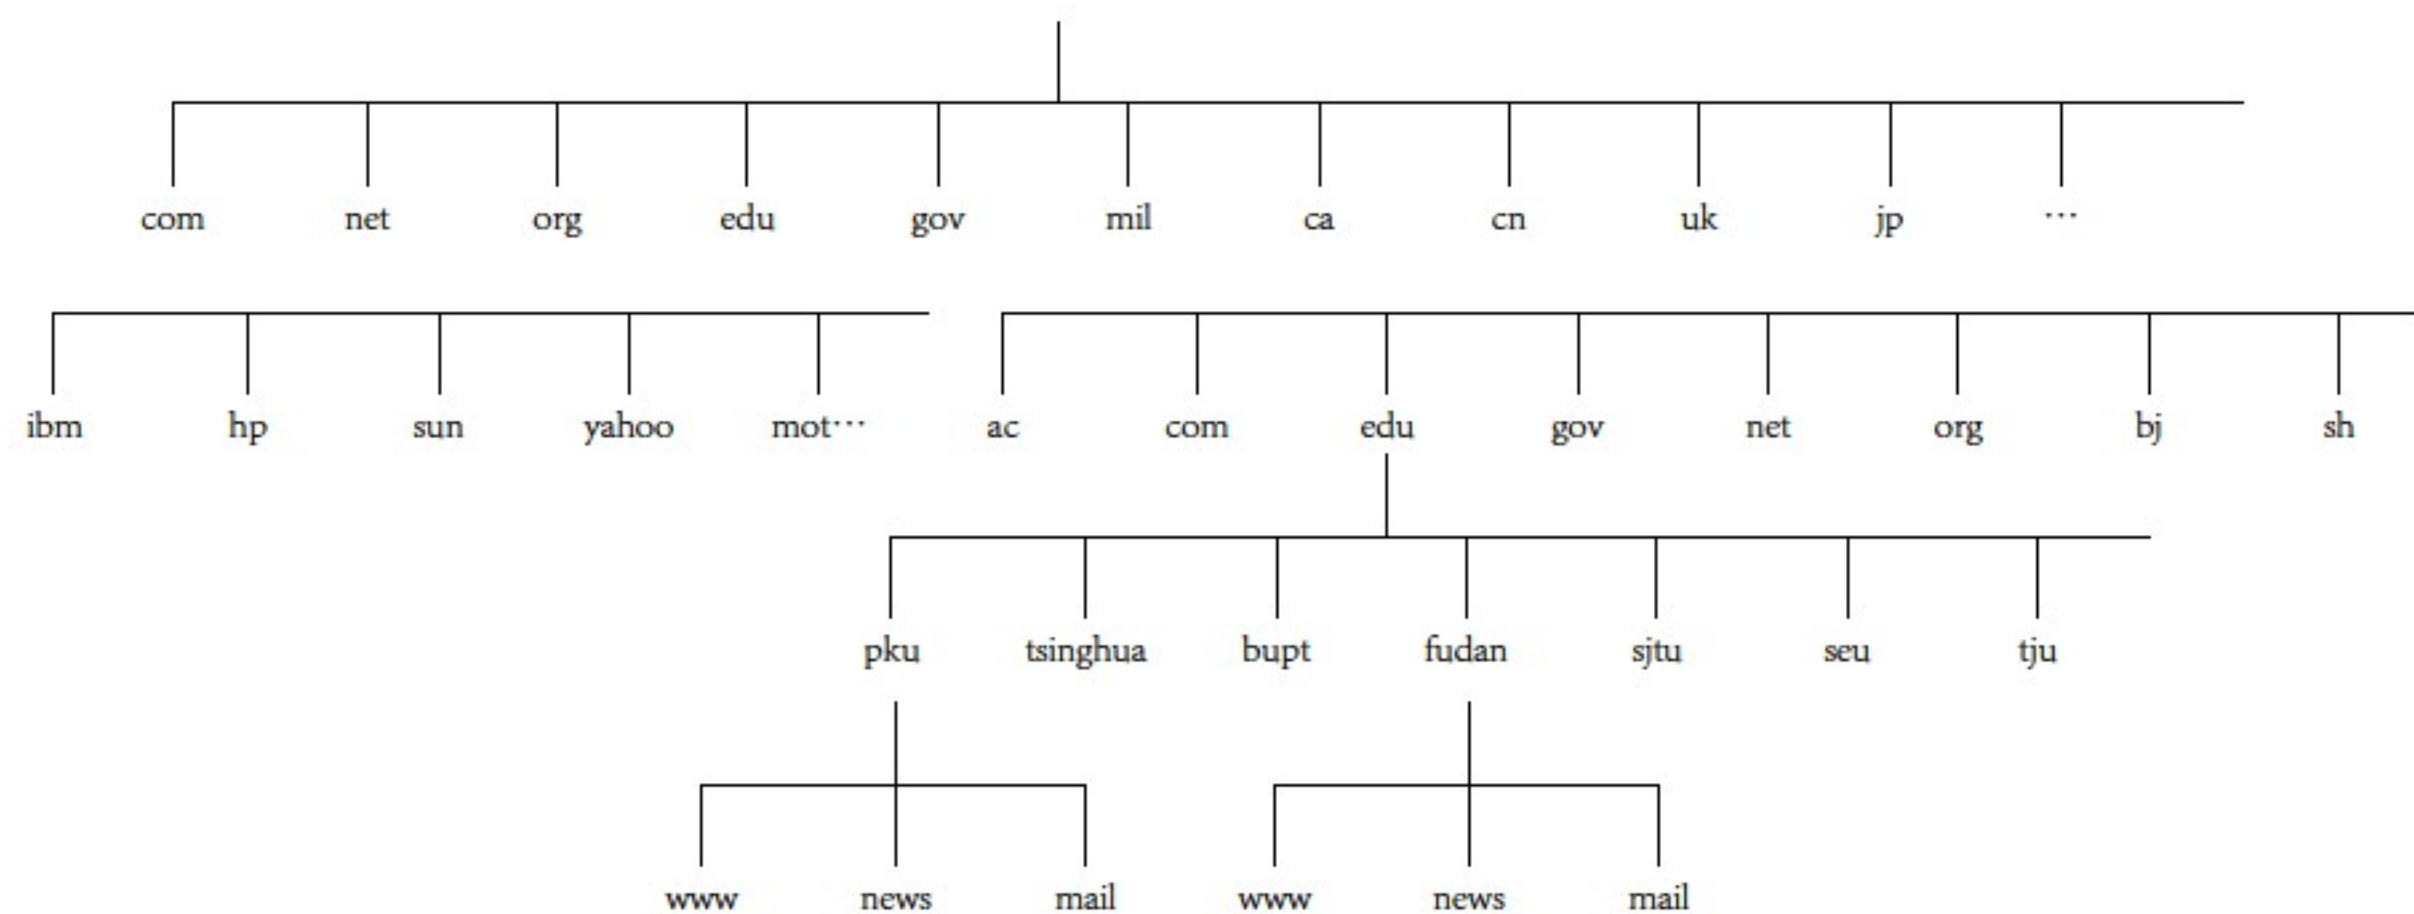 com net org edu gov mil ca cn uk jp ···
ibm hp sun yahoo mot··· ac com edu gov net org bj sh
pku tsinghua bupt fudan sjtu seu tju
www news mail www news mail